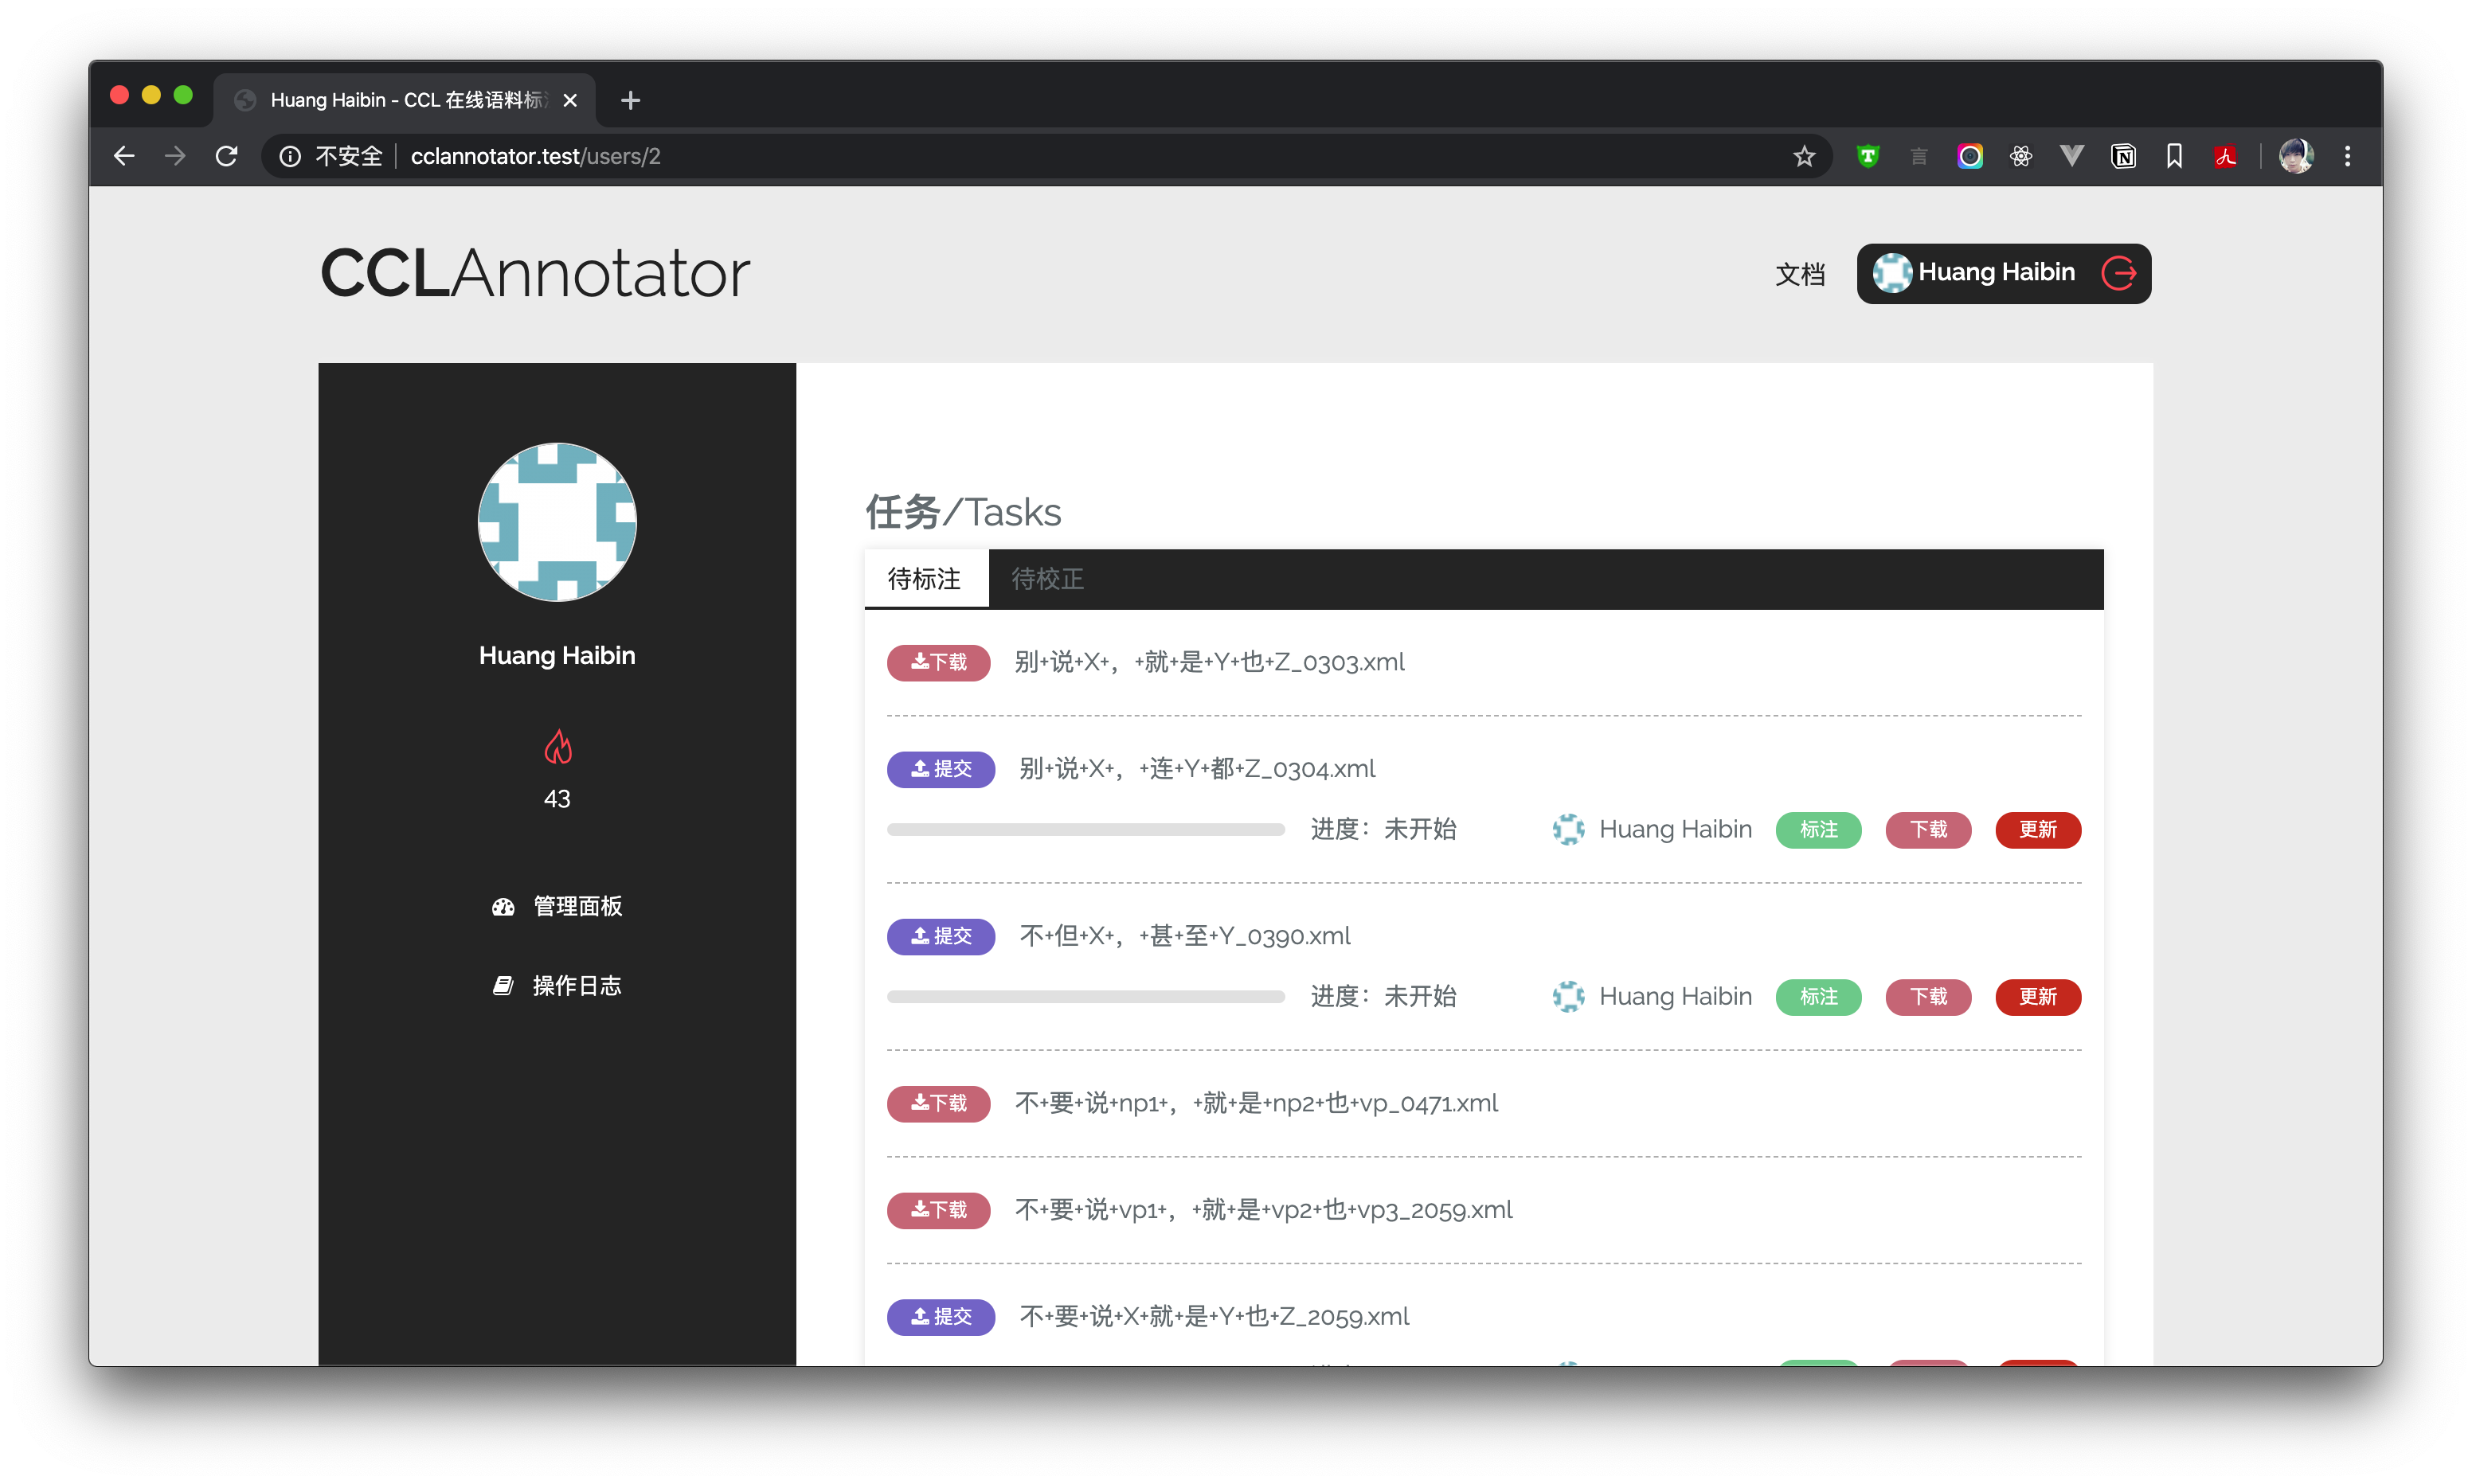 Huang Haibin - CCL 在线语料标
不安全 cclannotator.test/users/2
CCLAnnotator
文档 Huang Haibin
Huang Haibin
43
管理面板
操作日志
任务/Tasks
待标注 待校正
下载 别+说+X+，+就+是+Y+也+Z_0303.xml
提交 别+说+X+，+连+Y+都+Z_0304.xml
进度：未开始 Huang Haibin 标注 下载 更新
提交 不+但+X+，+甚+至+Y_0390.xml
进度：未开始 Huang Haibin 标注 下载 更新
下载 不+要+说+np1+，+就+是+np2+也+vp_0471.xml
下载 不+要+说+vp1+，+就+是+vp2+也+vp3_2059.xml
提交 不+要+说+X+就+是+Y+也+Z_2059.xml